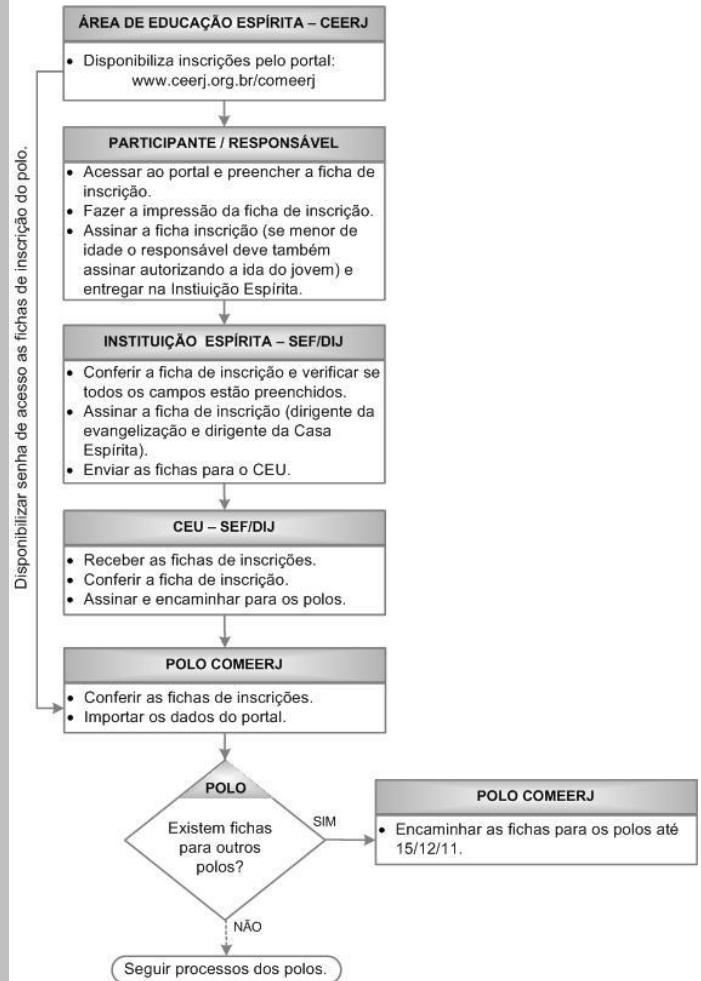 ÁREA DE EDUCAÇÃO ESPÍRITA – CEERJ
• Disponibiliza inscrições pelo portal:
www.ceerj.org.br/comeerj
Disponibilizar senha de acesso as fichas de inscrição do polo.
PARTICIPANTE / RESPONSÁVEL
• Acessar ao portal e preencher a ficha de
inscrição.
• Fazer a impressão da ficha de inscrição.
• Assinar a ficha inscrição (se menor de
idade o responsável deve também
assinar autorizando a ida do jovem) e
entregar na Instiuição Espírita.
INSTITUIÇÃO ESPÍRITA – SEF/DIJ
• Conferir a ficha de inscrição e verificar se
todos os campos estão preenchidos.
• Assinar a ficha de inscrição (dirigente da
evangelização e dirigente da Casa
Espírita).
• Enviar as fichas para o CEU.
CEU – SEF/DIJ
• Receber as fichas de inscrições.
• Conferir a ficha de inscrição.
• Assinar e encaminhar para os polos.
POLO COMEERJ
• Conferir as fichas de inscrições.
• Importar os dados do portal.
POLO
Existem fichas
para outros
polos?
SIM
POLO COMEERJ
• Encaminhar as fichas para os polos até
15/12/11.
NÃO
Seguir processos dos polos.